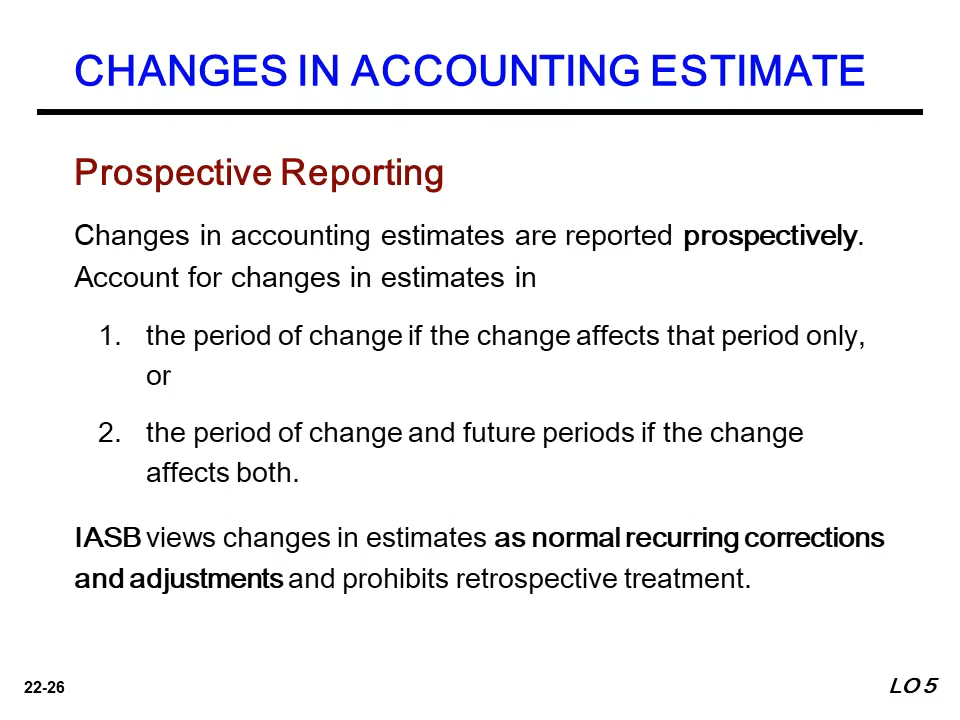 CHANGES IN ACCOUNTING ESTIMATE
Prospective Reporting
Changes in accounting estimates are reported prospectively.
Account for changes in estimates in
1. the period of change if the change affects that period only,
or
2. the period of change and future periods if the change
affects both.
IASB views changes in estimates as normal recurring corrections
and adjustments and prohibits retrospective treatment.
22-26
LO 5